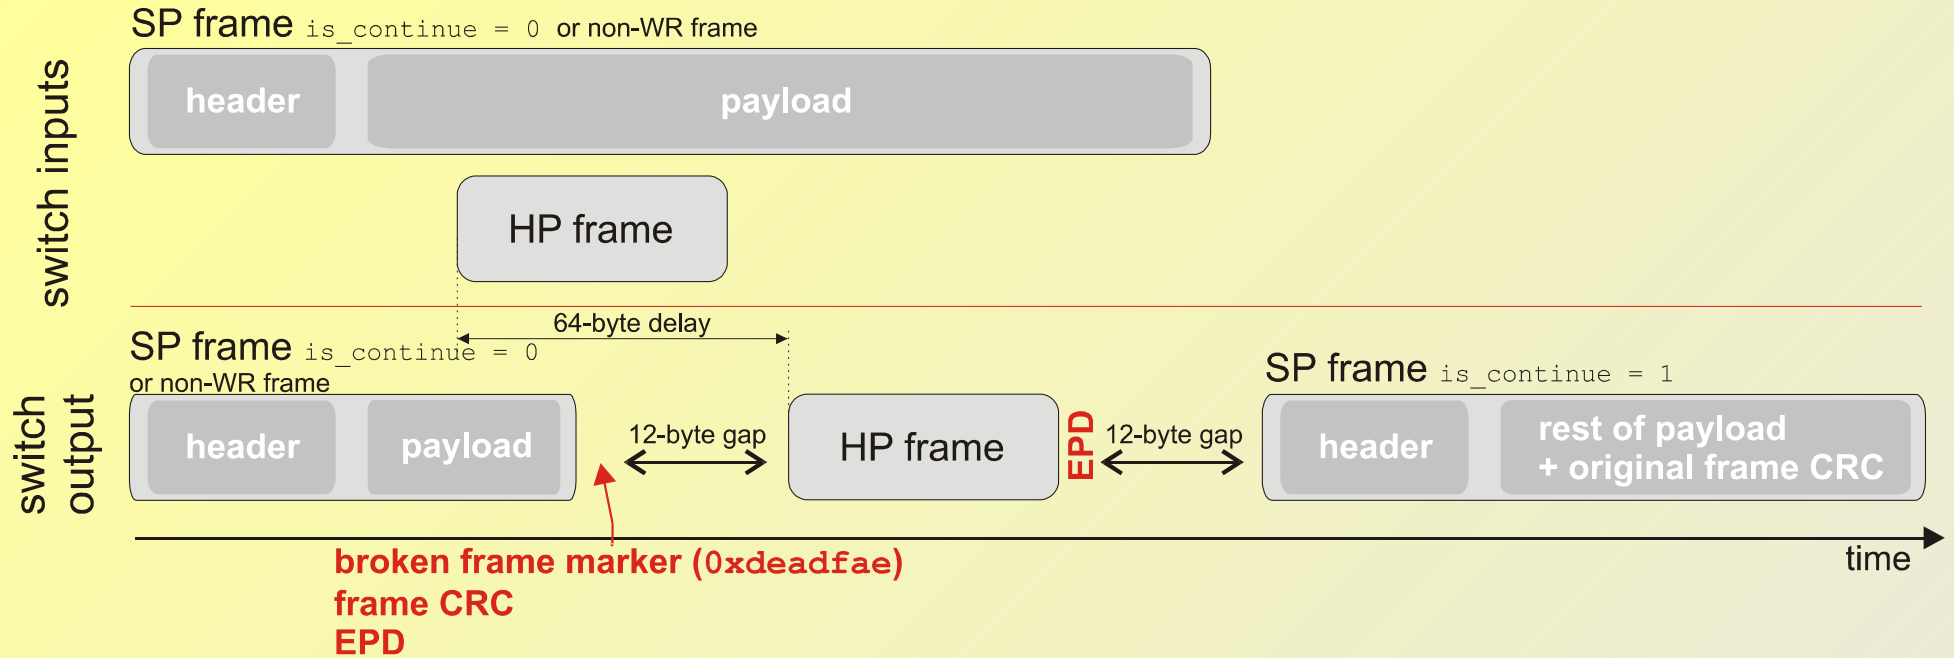 SP frame is_continue = 0 or non-WR frame
switch inputs
header
payload
HP frame
64-byte delay
SP frame is_continue = 0
or non-WR frame
SP frame is_continue = 1
switch
output
header
payload
12-byte gap
HP frame
EPD
12-byte gap
header
rest of payload
+ original frame CRC
broken frame marker (0xdeadfae)
frame CRC
EPD
time